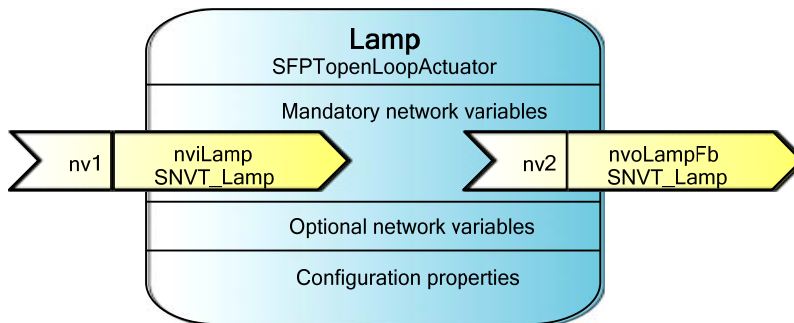 Lamp
SFPTopenLoopActuator
Mandatory network variables
nv1
nviLamp
SNVT_Lamp
nv2
nvoLampFb
SNVT_Lamp
Optional network variables
Configuration properties